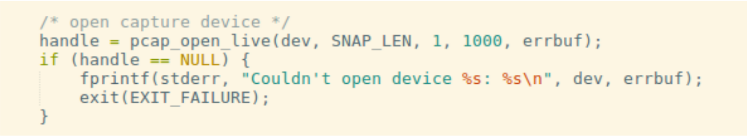 /* open capture device */
handle = pcap_open_live(dev, SNAP_LEN, 1, 1000, errbuf);
if (handle == NULL) {
    fprintf(stderr, "Couldn't open device %s: %s\n", dev, errbuf);
    exit(EXIT_FAILURE);
}